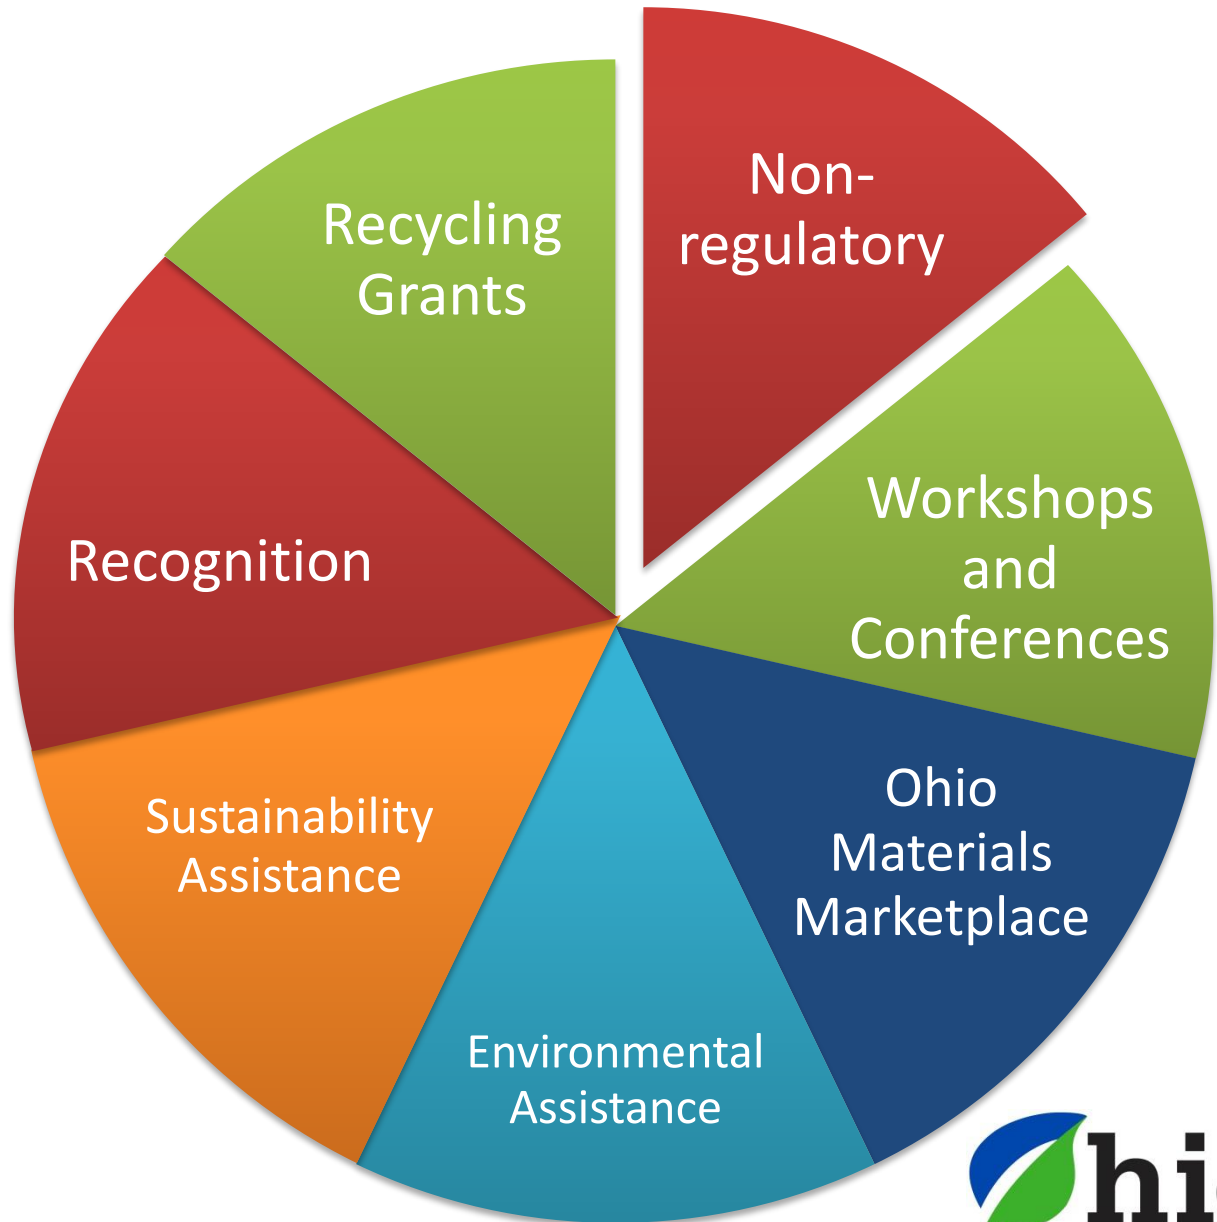 Non-
regulatory
Recycling
Grants
Workshops
and
Conferences
Recognition
Ohio
Materials
Marketplace
Sustainability
Assistance
Environmental
Assistance